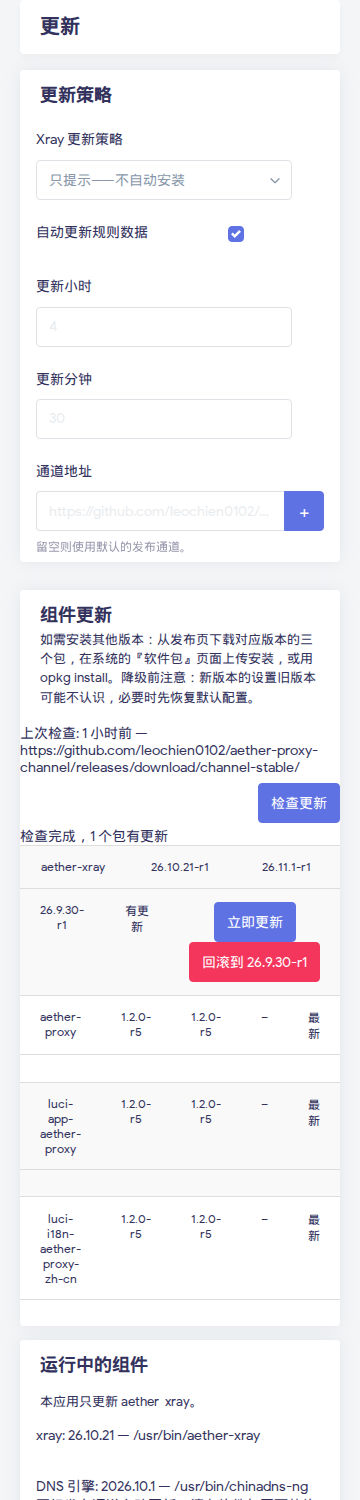 更新
更新策略
Xray 更新策略
只提示——不自动安装
自动更新规则数据
更新小时
4
更新分钟
30
通道地址
https://github.com/leochien0102/...
+
留空则使用默认的发布通道。
组件更新
如需安装其他版本：从发布页下载对应版本的三
个包，在系统的『软件包』页面上传安装，或用
opkg install。降级前注意：新版本的设置旧版本
可能不认识，必要时先恢复默认配置。
上次检查: 1 小时前 —
https://github.com/leochien0102/aether-proxy-
channel/releases/download/channel-stable/
检查更新
检查完成，1 个包有更新
aether-xray 26.10.21-r1 26.11.1-r1
26.9.30- 有更 立即更新
r1 新
回滚到 26.9.30-r1
aether- 1.2.0- 1.2.0- – 最
proxy r5 r5 新
luci- 1.2.0- 1.2.0- – 最
app- r5 r5 新
aether-
proxy
luci- 1.2.0- 1.2.0- – 最
i18n- r5 r5 新
aether-
proxy-
zh-cn
运行中的组件
本应用只更新 aether xray。
xray: 26.10.21 — /usr/bin/aether-xray
DNS 引擎: 2026.10.1 — /usr/bin/chinadns-ng